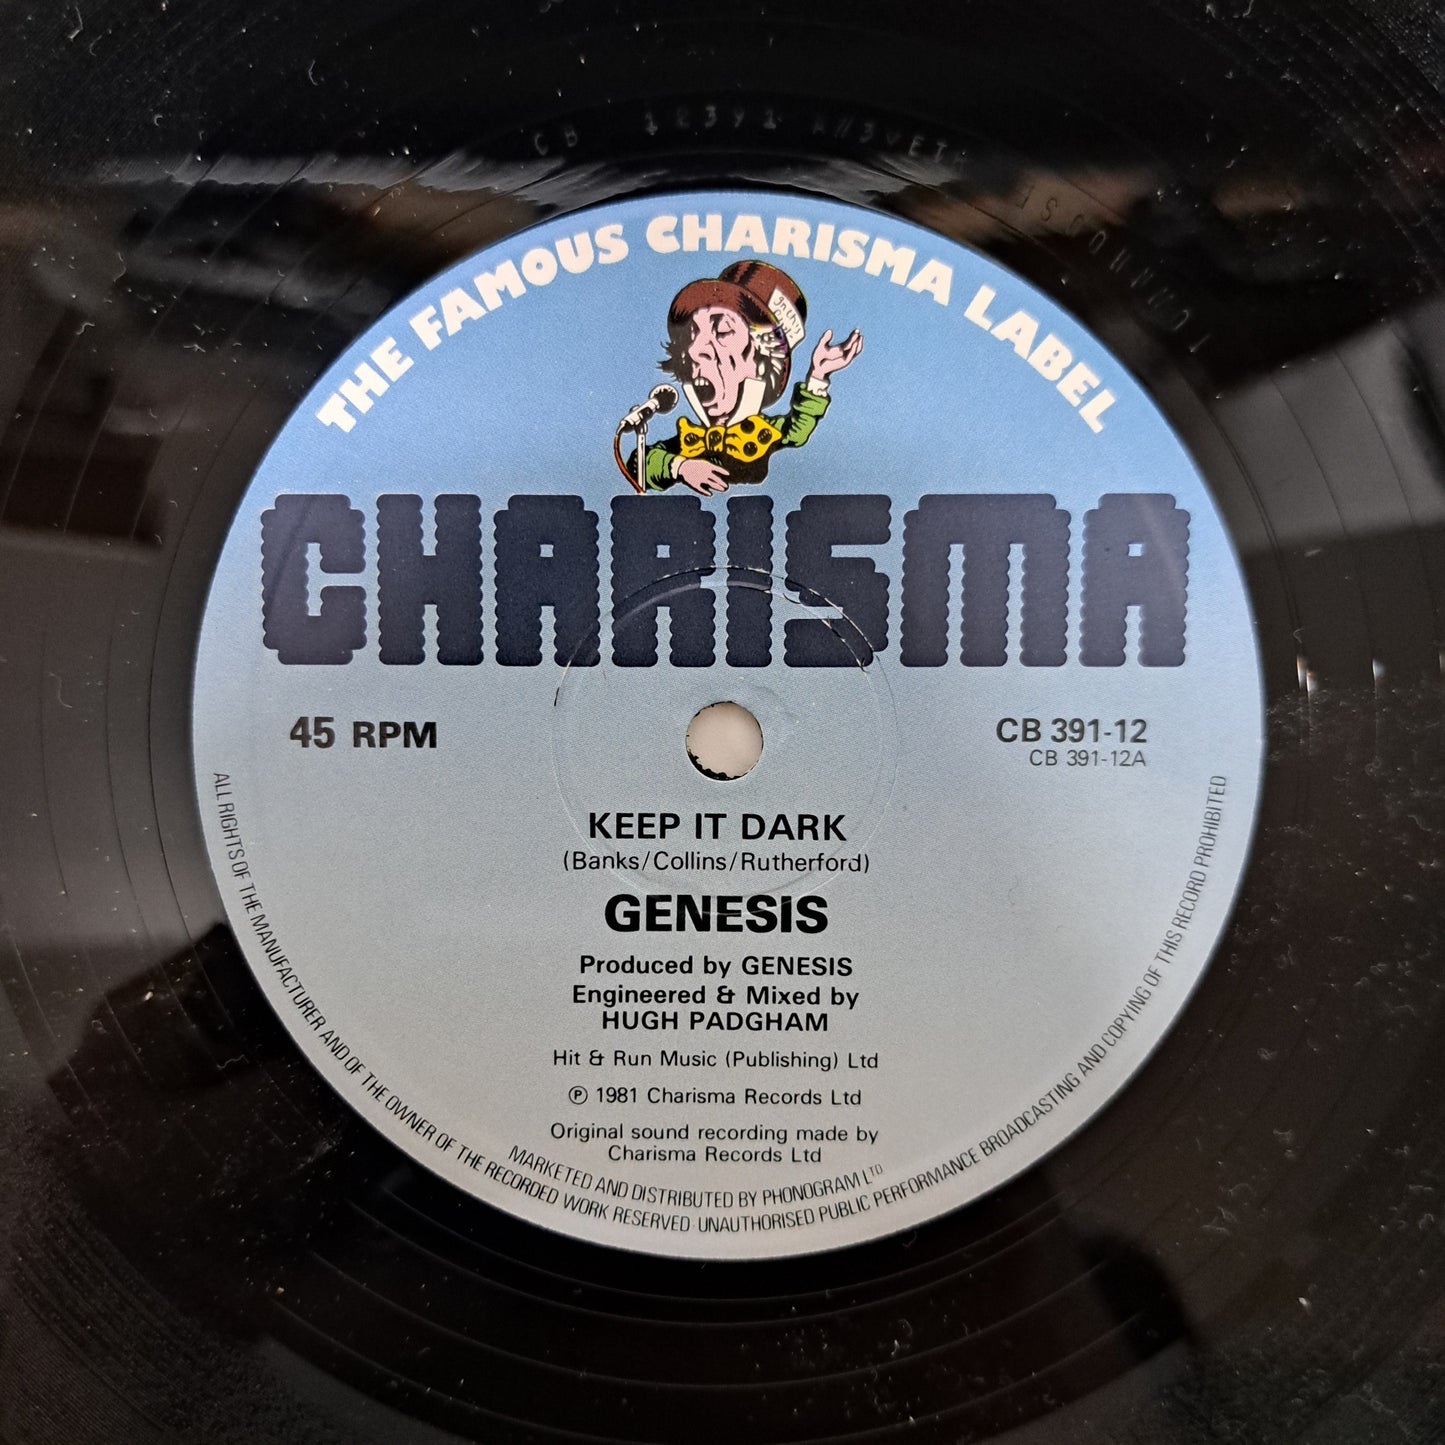 THE FAMOUS CHARISMA LABEL
In this
CHARISMA
45 RPM
CB 391-12
CB 391-12A
KEEP IT DARK
(Banks/Collins/Rutherford)
GENESIS
Produced by GENESIS
Engineered & Mixed by
HUGH PADGHAM
Hit & Run Music (Publishing) Ltd
℗ 1981 Charisma Records Ltd
Original sound recording made by
Charisma Records Ltd
MARKETED AND DISTRIBUTED BY PHONOGRAM LTD
ALL RIGHTS OF THE MANUFACTURER AND OF THE OWNER OF THE RECORDED WORK RESERVED · UNAUTHORISED PUBLIC PERFORMANCE BROADCASTING AND COPYING OF THIS RECORD PROHIBITED